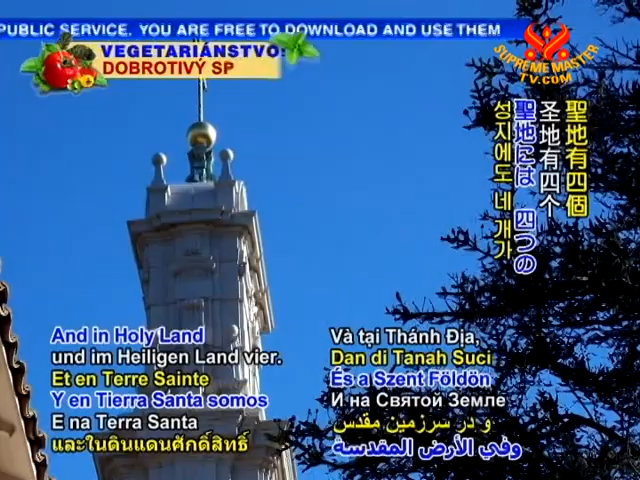 PUBLIC SERVICE. YOU ARE FREE TO DOWNLOAD AND USE THEM
VEGETARIÁNSTVO:
DOBROTIVÝ SP
SUPREME MASTER
TV.COM
聖地有四個
圣地有四个
聖地には 四つの
성지에도 네 개가
And in Holy Land
und im Heiligen Land vier.
Et en Terre Sainte
Y en Tierra Santa somos
E na Terra Santa
และในดินแดนศักดิ์สิทธิ์
Và tại Thánh Địa,
Dan di Tanah Suci
És a Szent Földön
И на Святой Земле
و در سرزمین مقدس
وفي الأرض المقدسة